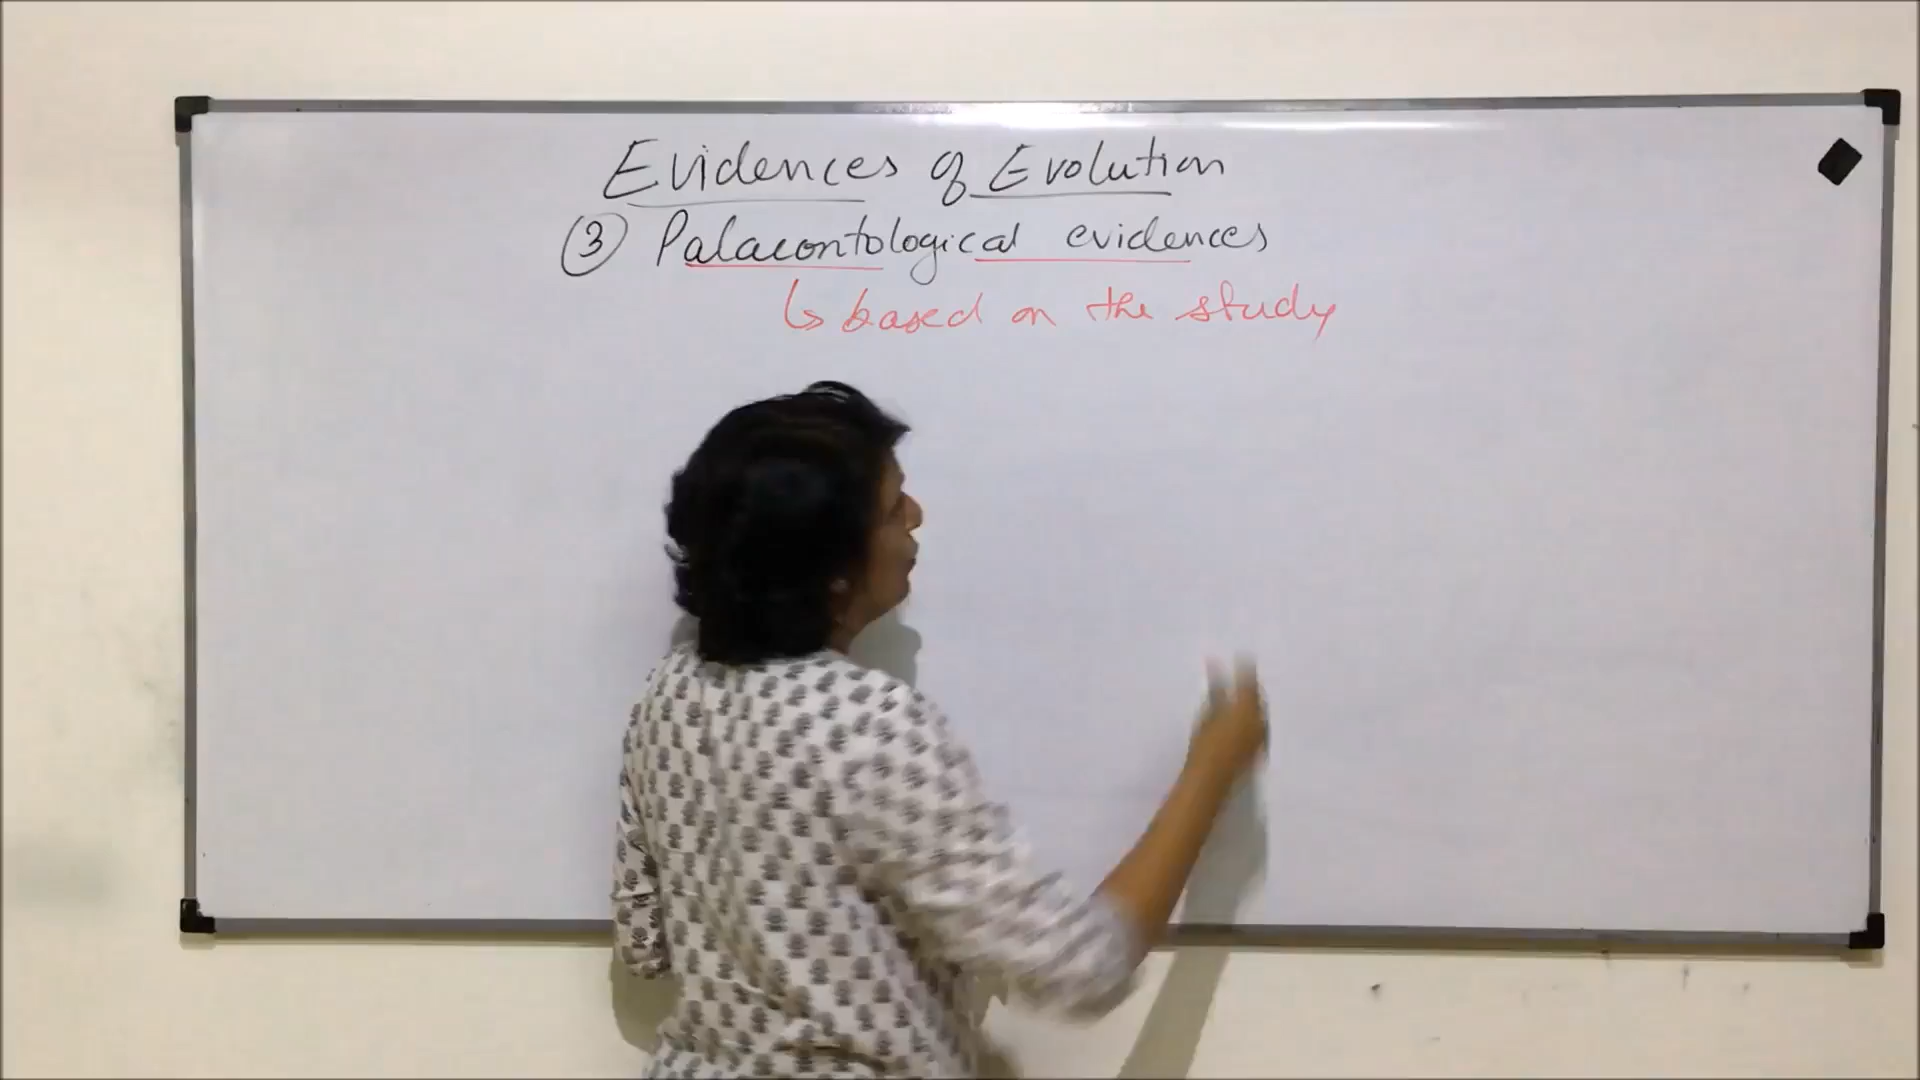 Evidences of Evolution
③ Palaeontological evidences
↳ based on the study